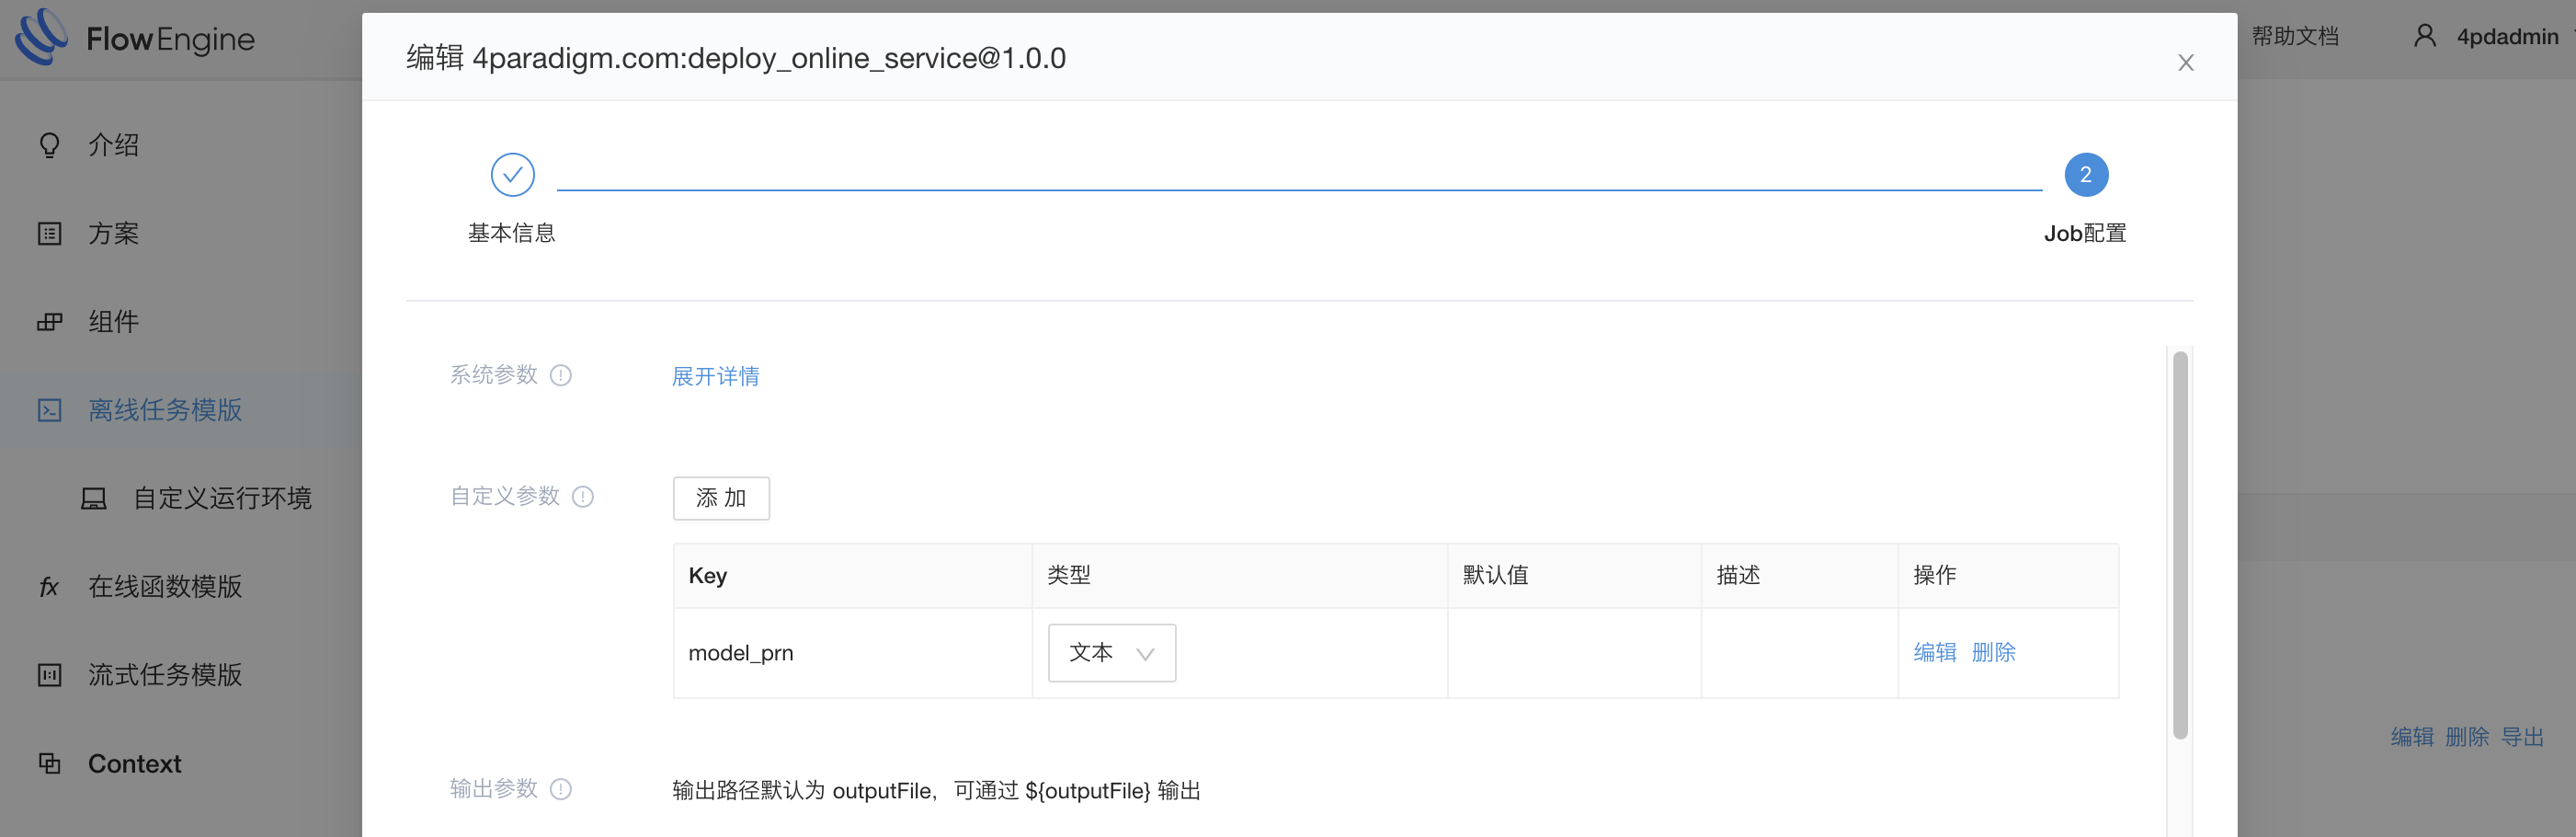 FlowEngine
帮助文档
4pdadmin
介绍
方案
组件
离线任务模版
自定义运行环境
fx 在线函数模版
流式任务模版
Context
编辑 4paradigm.com:deploy_online_service@1.0.0
X
2
基本信息
Job配置
系统参数
展开详情
自定义参数
添加
Key 类型 默认值 描述 操作
model_prn 文本 编辑 删除
输出参数
输出路径默认为 outputFile，可通过 ${outputFile} 输出
编辑 删除 导出